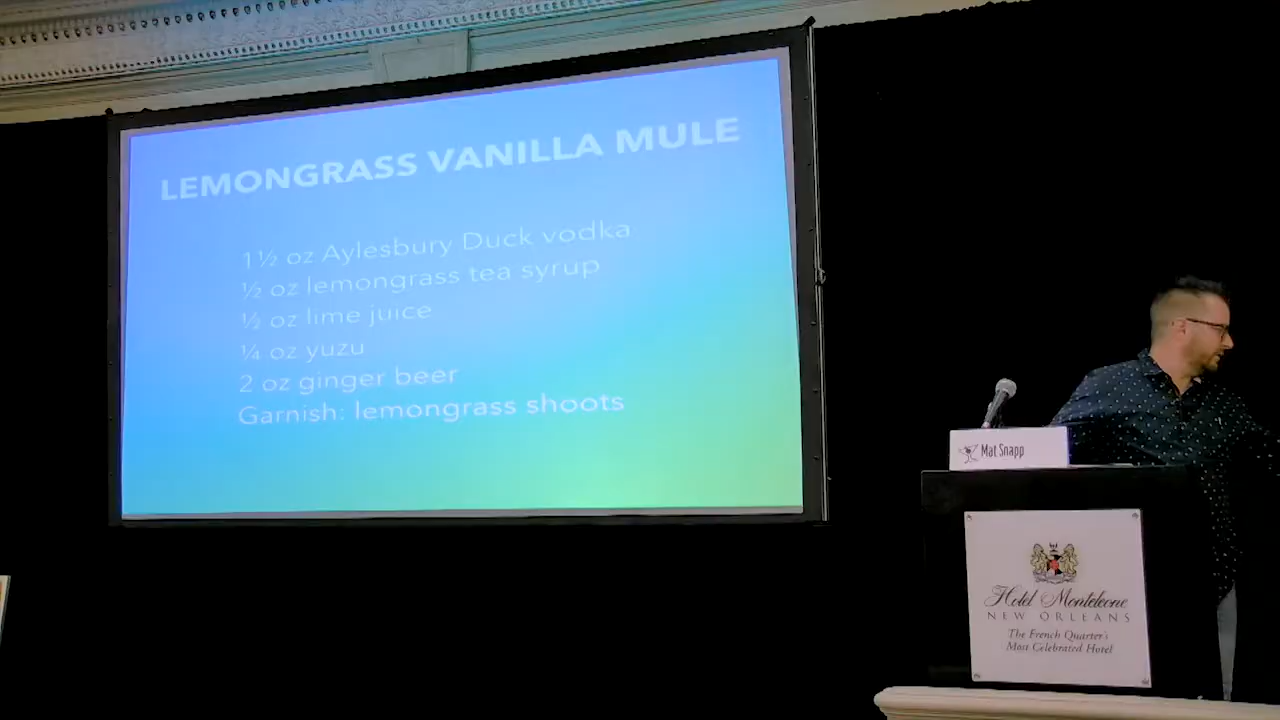 LEMONGRASS VANILLA MULE
1½ oz Aylesbury Duck vodka
½ oz lemongrass tea syrup
½ oz lime juice
¼ oz yuzu
2 oz ginger beer
Garnish: lemongrass shoots
Mat Snapp
Hotel Monteleone
NEW ORLEANS
The French Quarter's
Most Celebrated Hotel